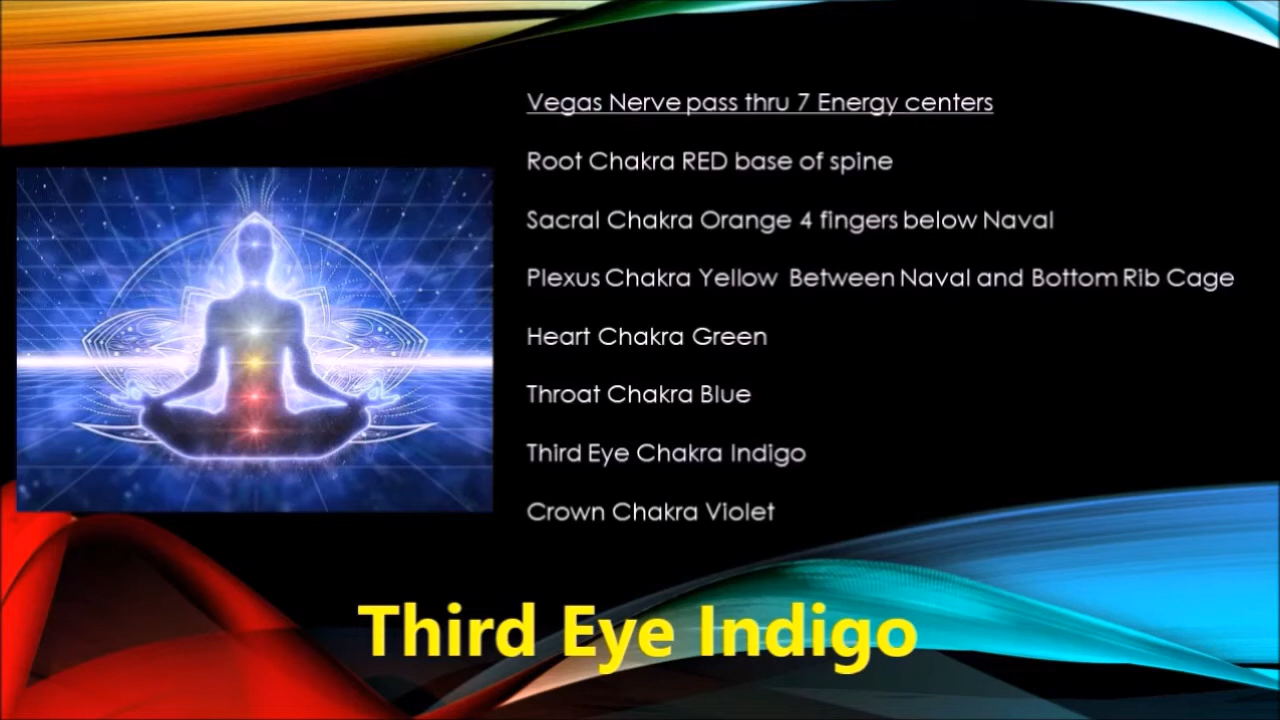 Vegas Nerve pass thru 7 Energy centers
Root Chakra RED base of spine
Sacral Chakra Orange 4 fingers below Naval
Plexus Chakra Yellow Between Naval and Bottom Rib Cage
Heart Chakra Green
Throat Chakra Blue
Third Eye Chakra Indigo
Crown Chakra Violet
Third Eye Indigo